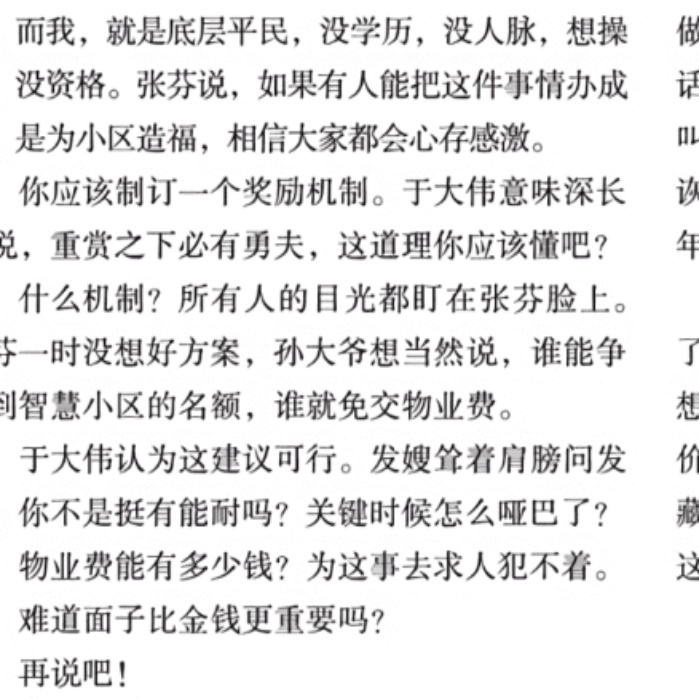 而我，就是底层平民，没学历，没人脉，想操
没资格。张芬说，如果有人能把这件事情办成
是为小区造福，相信大家都会心存感激。
你应该制订一个奖励机制。于大伟意味深长
说，重赏之下必有勇夫，这道理你应该懂吧？
什么机制？所有人的目光都盯在张芬脸上。
芬一时没想好方案，孙大爷想当然说，谁能争
到智慧小区的名额，谁就免交物业费。
于大伟认为这建议可行。发嫂耸着肩膀问发
你不是挺有能耐吗？关键时候怎么哑巴了？
物业费能有多少钱？为这事去求人犯不着。
难道面子比金钱更重要吗？
再说吧！
做
话
叫
诙
年
了
想
价
藏
这